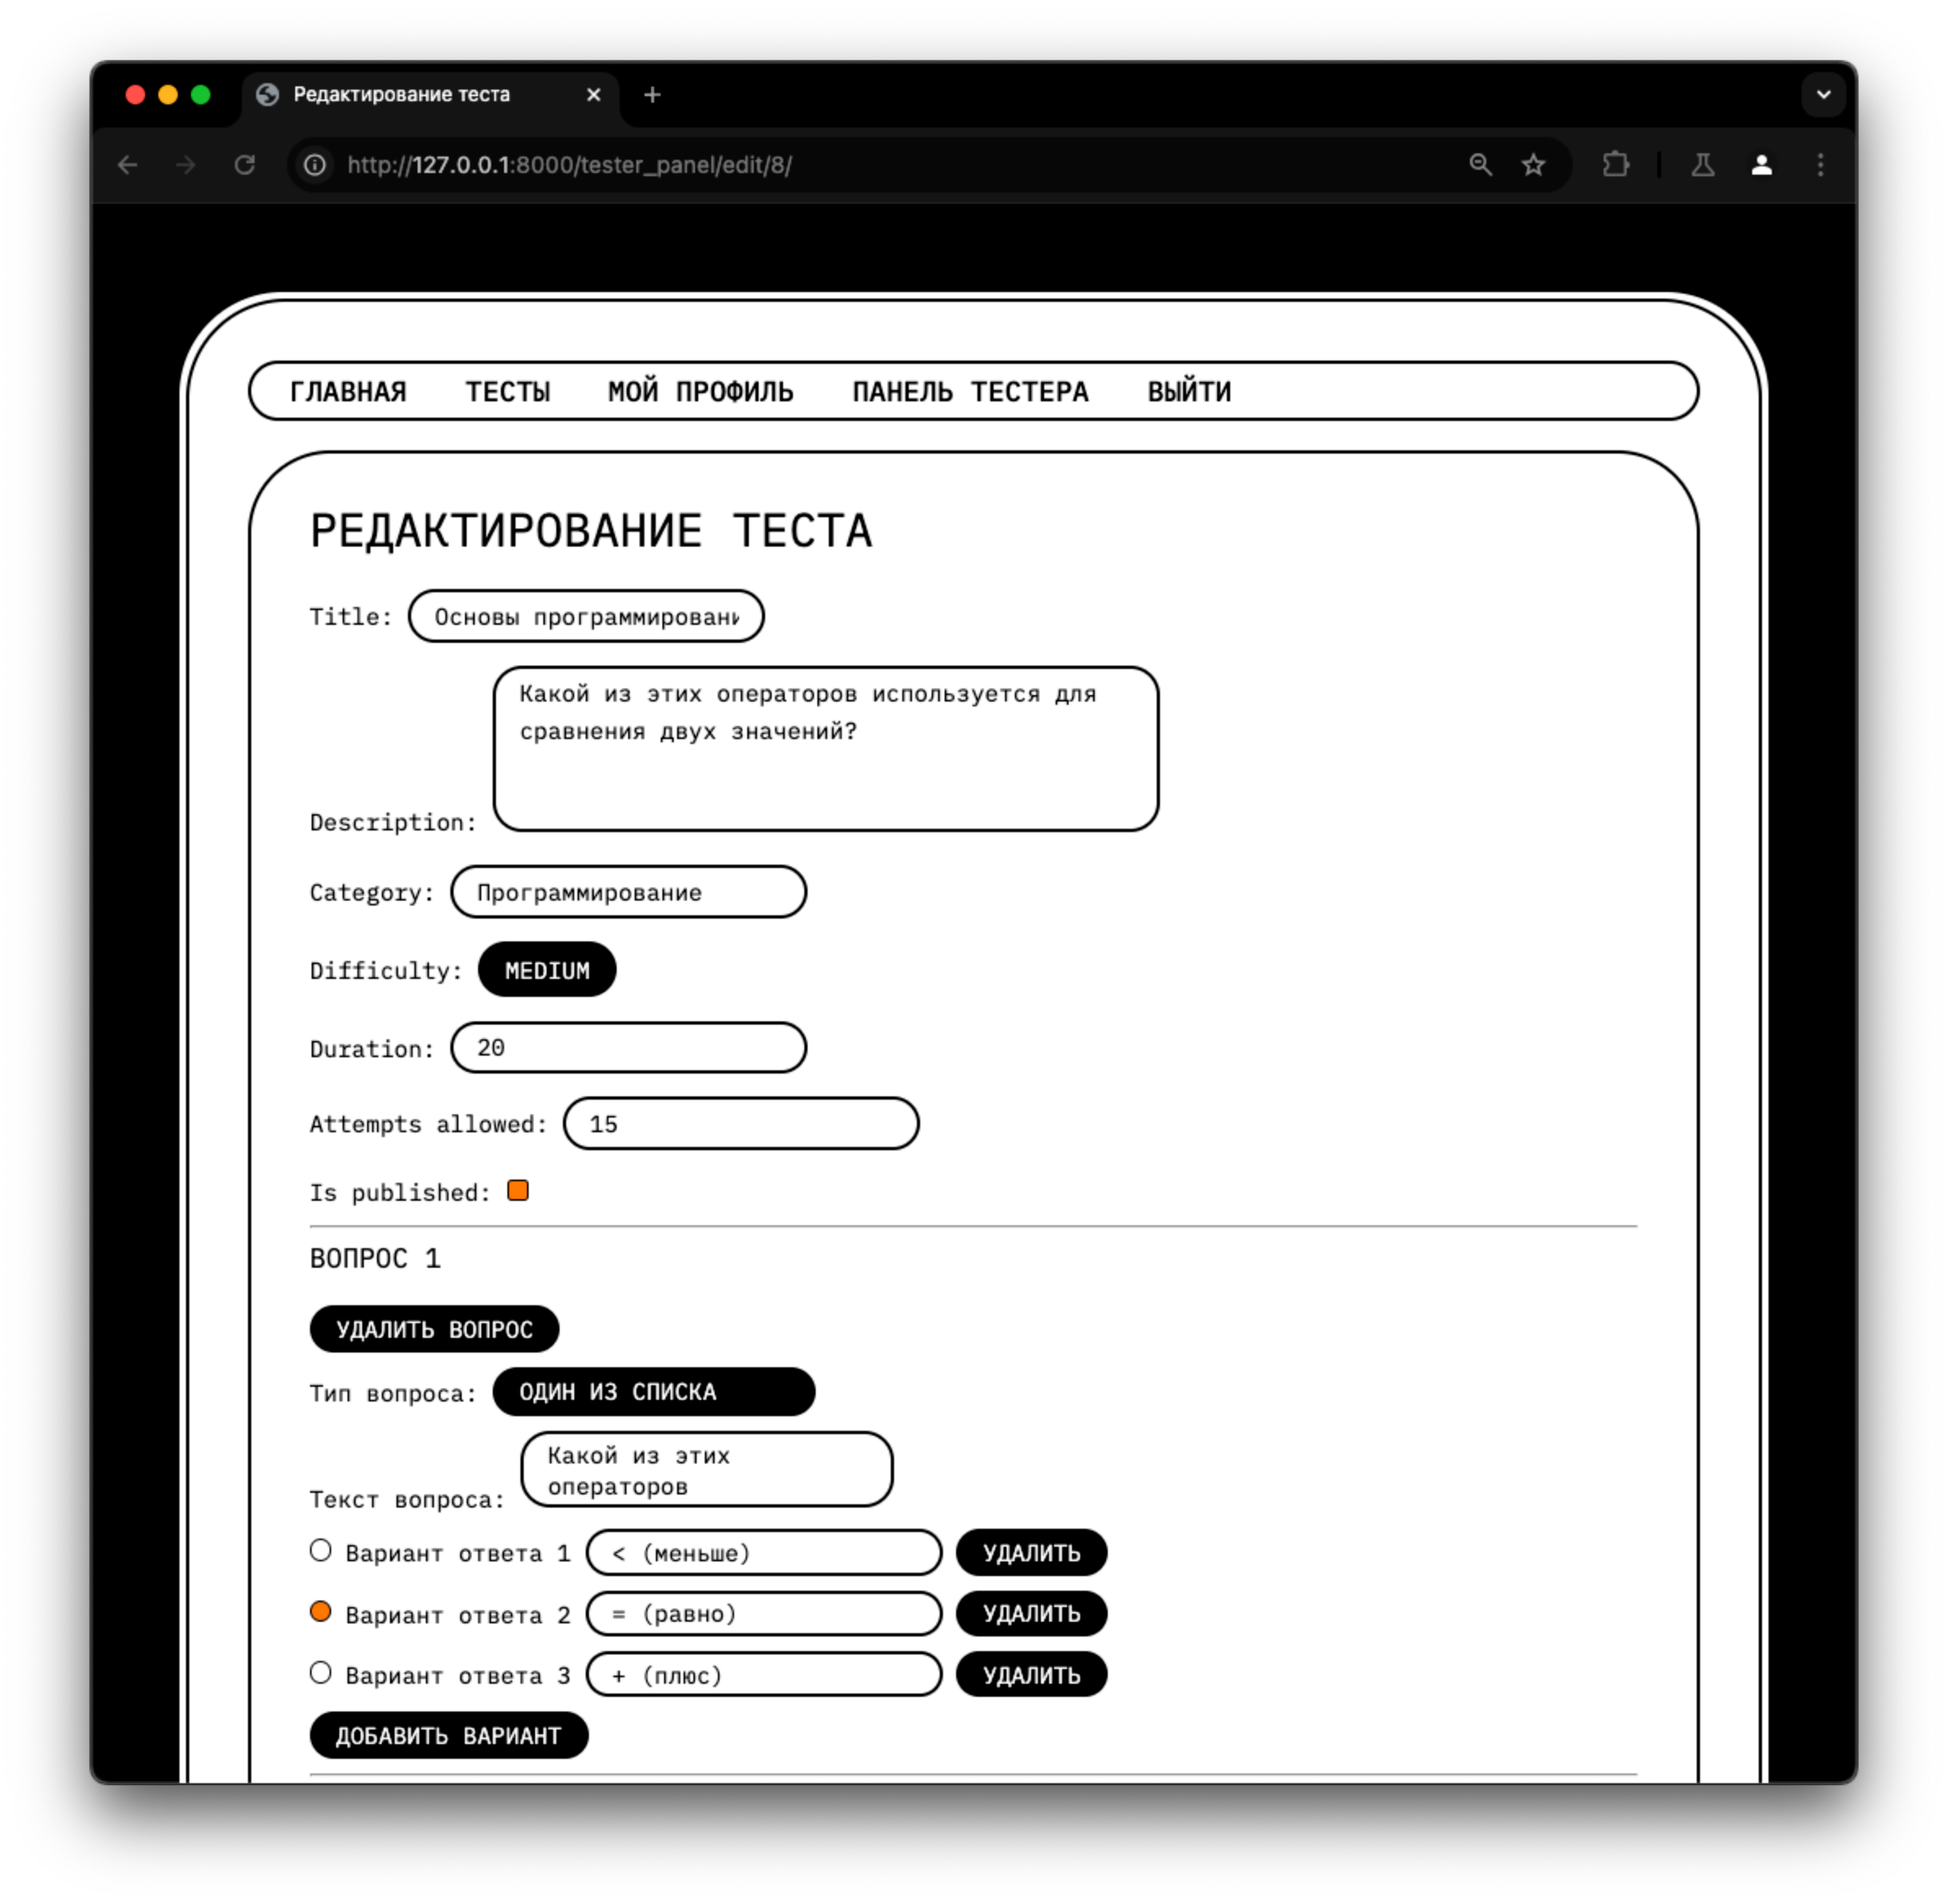 Редактирование теста
http://127.0.0.1:8000/tester_panel/edit/8/
ГЛАВНАЯ ТЕСТЫ МОЙ ПРОФИЛЬ ПАНЕЛЬ ТЕСТЕРА ВЫЙТИ
РЕДАКТИРОВАНИЕ ТЕСТА
Title: Основы программировани
Какой из этих операторов используется для
сравнения двух значений?
Description:
Category: Программирование
Difficulty: MEDIUM
Duration: 20
Attempts allowed: 15
Is published:
ВОПРОС 1
УДАЛИТЬ ВОПРОС
Тип вопроса: ОДИН ИЗ СПИСКА
Какой из этих
операторов
Текст вопроса:
Вариант ответа 1 < (меньше) УДАЛИТЬ
Вариант ответа 2 = (равно) УДАЛИТЬ
Вариант ответа 3 + (плюс) УДАЛИТЬ
ДОБАВИТЬ ВАРИАНТ